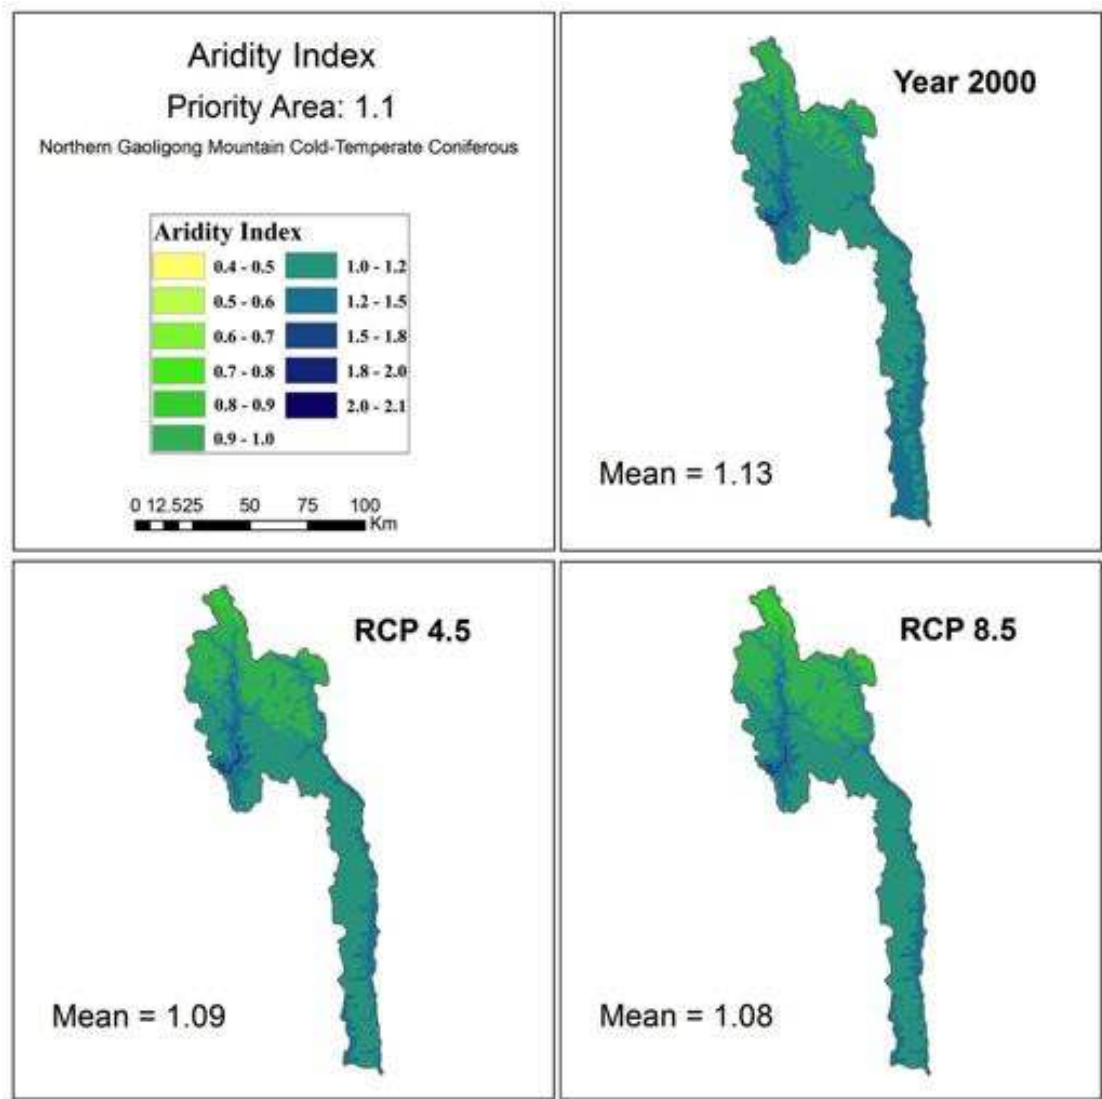 Aridity Index
Priority Area: 1.1
Northern Gaoligong Mountain Cold-Temperate Coniferous
Aridity Index
0.4 - 0.5
0.5 - 0.6
0.6 - 0.7
0.7 - 0.8
0.8 - 0.9
0.9 - 1.0
1.0 - 1.2
1.2 - 1.5
1.5 - 1.8
1.8 - 2.0
2.0 - 2.1
0 12.525 50 75 100
Km
Year 2000
Mean = 1.13
RCP 4.5
Mean = 1.09
RCP 8.5
Mean = 1.08